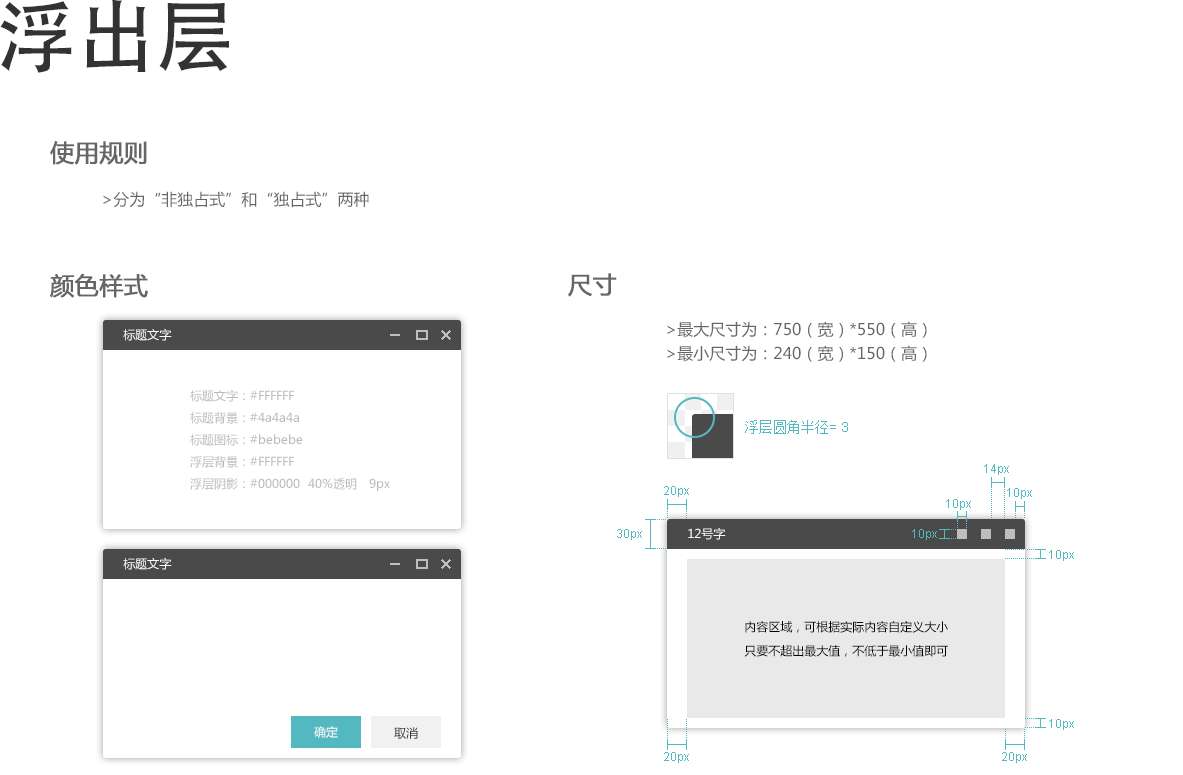 浮出层
使用规则
>分为“非独占式”和“独占式”两种
颜色样式
标题文字
标题文字：#FFFFFF
标题背景：#4a4a4a
标题图标：#bebebe
浮层背景：#FFFFFF
浮层阴影：#000000 40%透明 9px
标题文字
确定
取消
尺寸
>最大尺寸为：750（宽）*550（高）
>最小尺寸为：240（宽）*150（高）
浮层圆角半径= 3
14px
20px
10px
10px
30px
12号字
10px
10px
内容区域，可根据实际内容自定义大小
只要不超出最大值，不低于最小值即可
10px
20px
20px